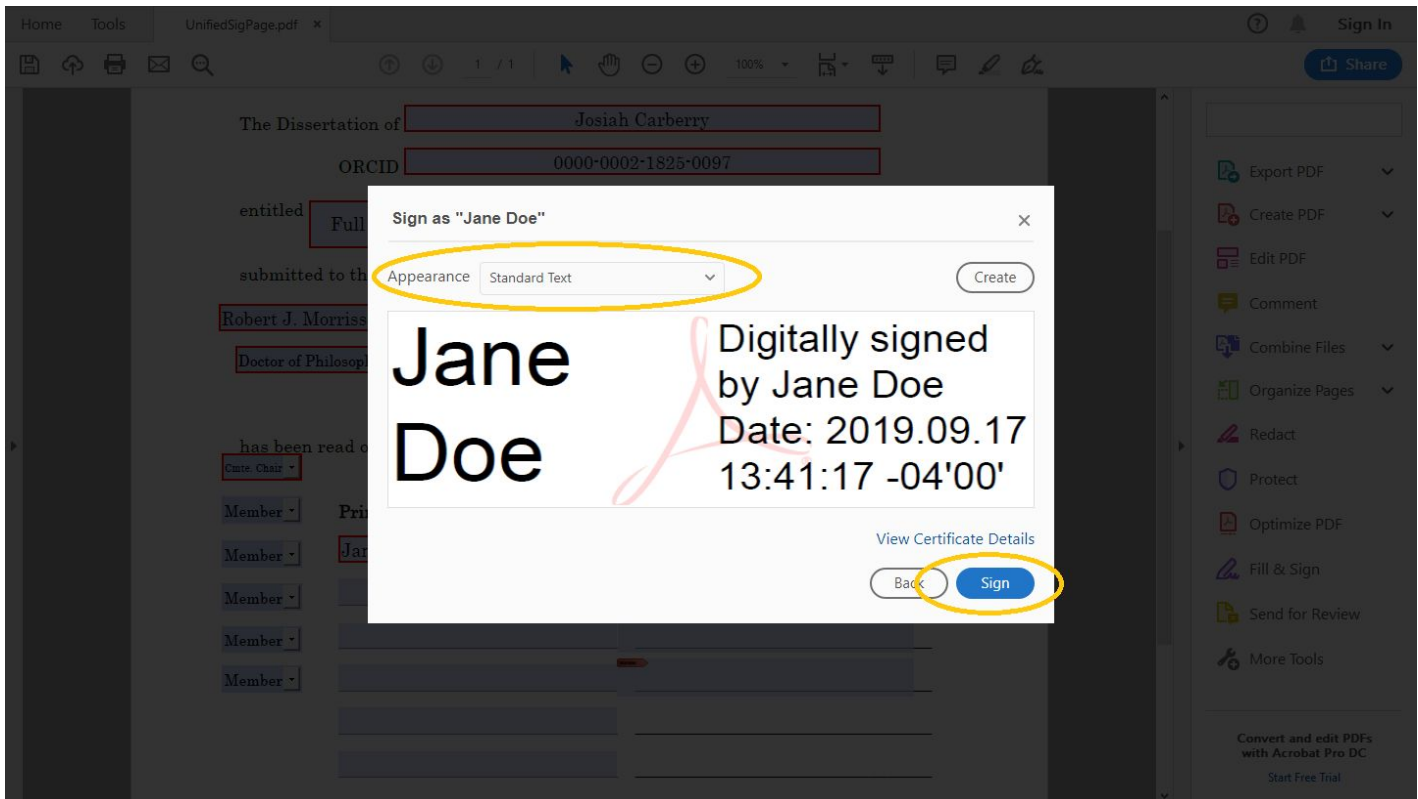 Home Tools UnifiedSigPage.pdf × ? Sign In
1 / 1 100% Share
The Dissertation of Josiah Carberry
ORCID 0000-0002-1825-0097
entitled Full
submitted to th
Robert J. Morriss
Doctor of Philosop
has been read o
Cmte. Chair
Member Pri
Member Jan
Member
Member
Member
Sign as "Jane Doe" ×
Appearance Standard Text Create
Jane
Doe
Digitally signed
by Jane Doe
Date: 2019.09.17
13:41:17 -04'00'
View Certificate Details
Back Sign
Export PDF
Create PDF
Edit PDF
Comment
Combine Files
Organize Pages
Redact
Protect
Optimize PDF
Fill & Sign
Send for Review
More Tools
Convert and edit PDFs
with Acrobat Pro DC
Start Free Trial